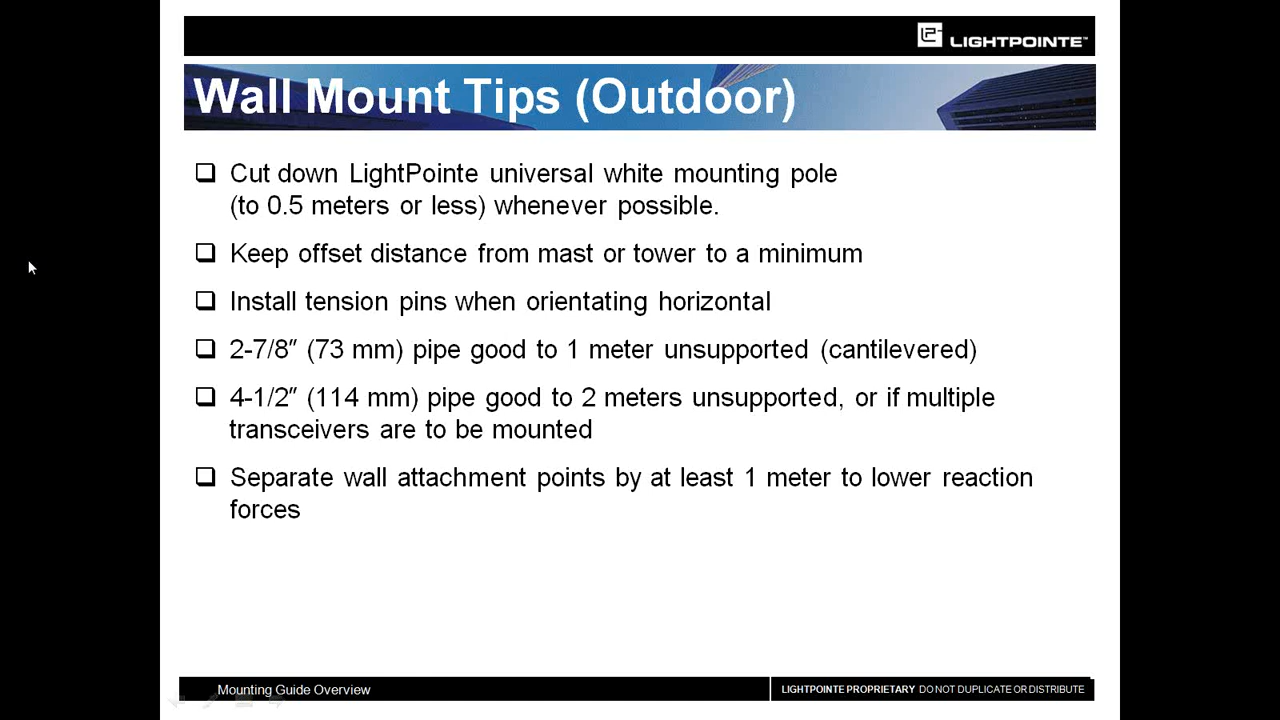 LIGHTPOINTE™
Wall Mount Tips (Outdoor)
Cut down LightPointe universal white mounting pole
(to 0.5 meters or less) whenever possible.
Keep offset distance from mast or tower to a minimum
Install tension pins when orientating horizontal
2-7/8″ (73 mm) pipe good to 1 meter unsupported (cantilevered)
4-1/2″ (114 mm) pipe good to 2 meters unsupported, or if multiple
transceivers are to be mounted
Separate wall attachment points by at least 1 meter to lower reaction
forces
Mounting Guide Overview
LIGHTPOINTE PROPRIETARY DO NOT DUPLICATE OR DISTRIBUTE